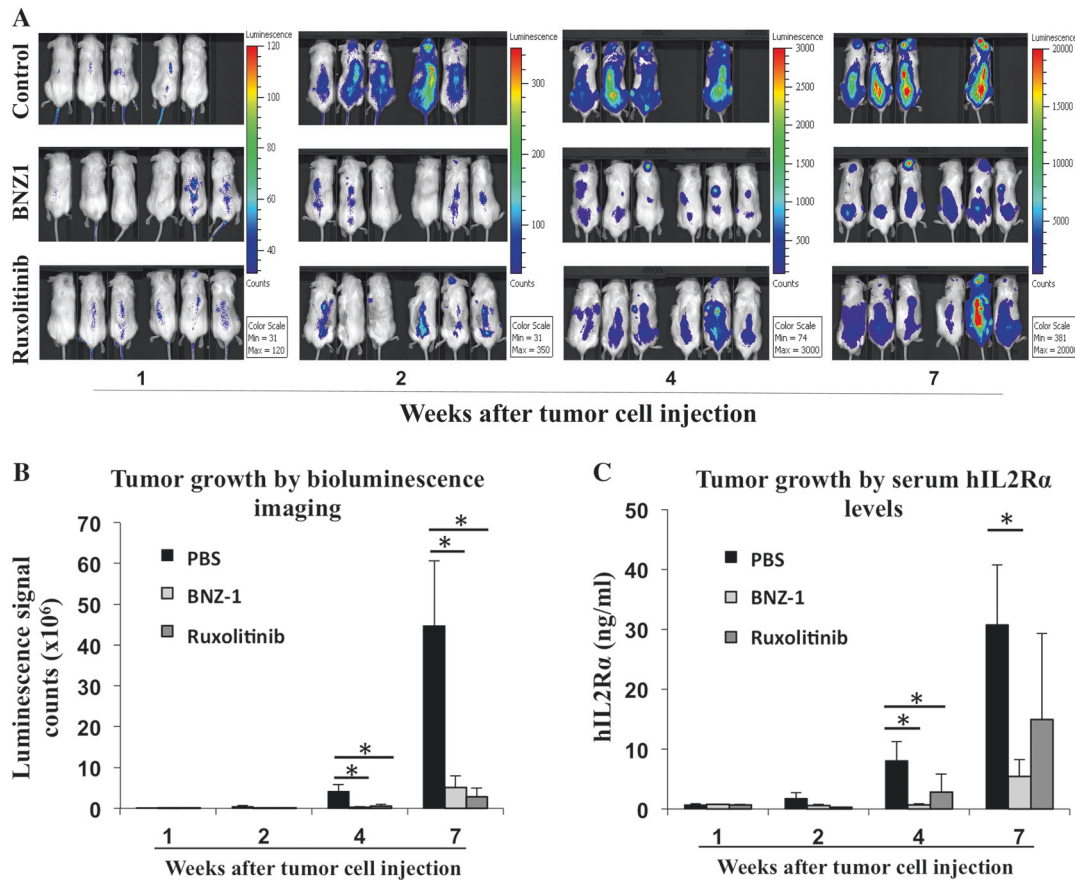 A
Control
BNZ1
Ruxolitinib
Luminescence
120
100
80
60
40
Counts
Color Scale
Min = 31
Max = 120
Luminescence
300
200
100
Counts
Color Scale
Min = 31
Max = 350
Luminescence
3000
2500
2000
1500
1000
500
Counts
Color Scale
Min = 74
Max = 3000
Luminescence
20000
15000
10000
5000
Counts
Color Scale
Min = 381
Max = 20000
1 2 4 7
Weeks after tumor cell injection
B
Tumor growth by bioluminescence
imaging
Luminescence signal
counts (x10⁶)
70
60
50
40
30
20
10
0
PBS
BNZ-1
Ruxolitinib
* * * *
1 2 4 7
Weeks after tumor cell injection
C
Tumor growth by serum hIL2Rα
levels
hIL2Rα (ng/ml)
50
40
30
20
10
0
PBS
BNZ-1
Ruxolitinib
* * *
1 2 4 7
Weeks after tumor cell injection